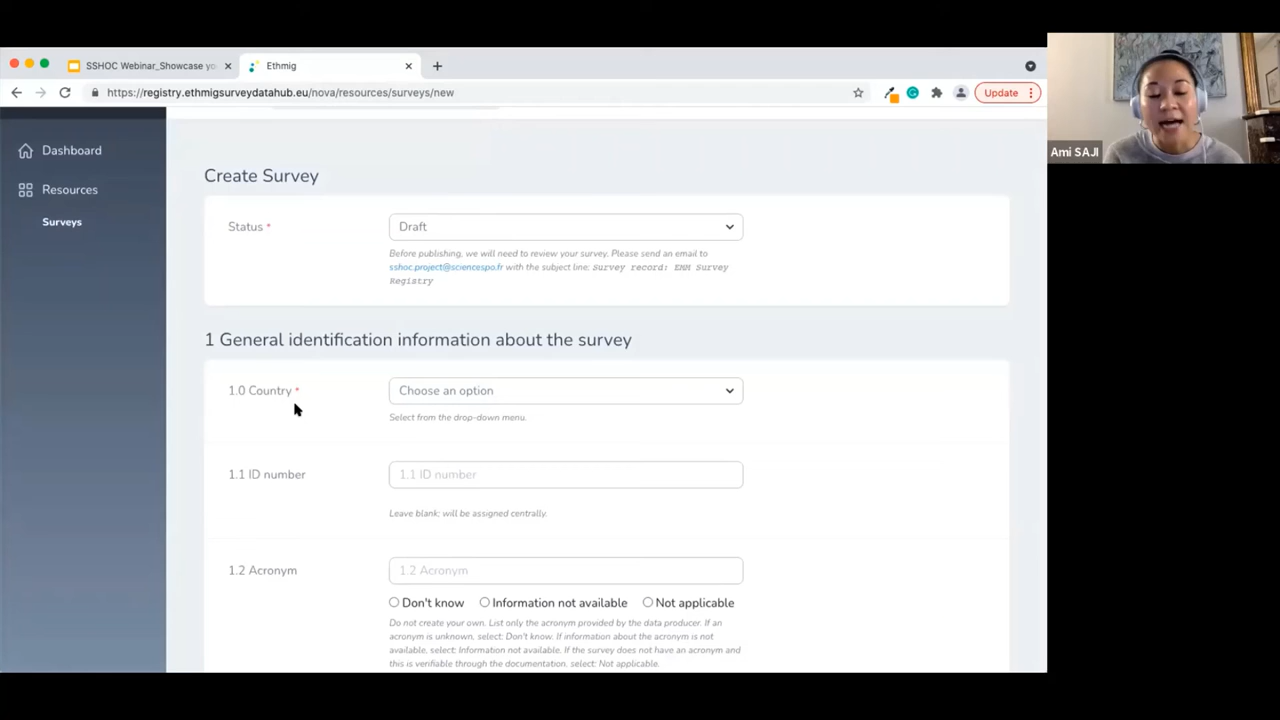 SSHOC Webinar_Showcase yo
Ethmig
https://registry.ethmigsurveydatahub.eu/nova/resources/surveys/new
Update
Ami SAJI
Dashboard
Resources
Surveys
Create Survey
Status *
Draft
Before publishing, we will need to review your survey. Please send an email to
sshoc.project@sciencespo.fr with the subject line: Survey record: EMM Survey
Registry
1 General identification information about the survey
1.0 Country *
Choose an option
Select from the drop-down menu.
1.1 ID number
1.1 ID number
Leave blank; will be assigned centrally.
1.2 Acronym
1.2 Acronym
Don't know
Information not available
Not applicable
Do not create your own. List only the acronym provided by the data producer. If an
acronym is unknown, select: Don't know. If information about the acronym is not
available, select: Information not available. If the survey does not have an acronym and
this is verifiable through the documentation, select: Not applicable.